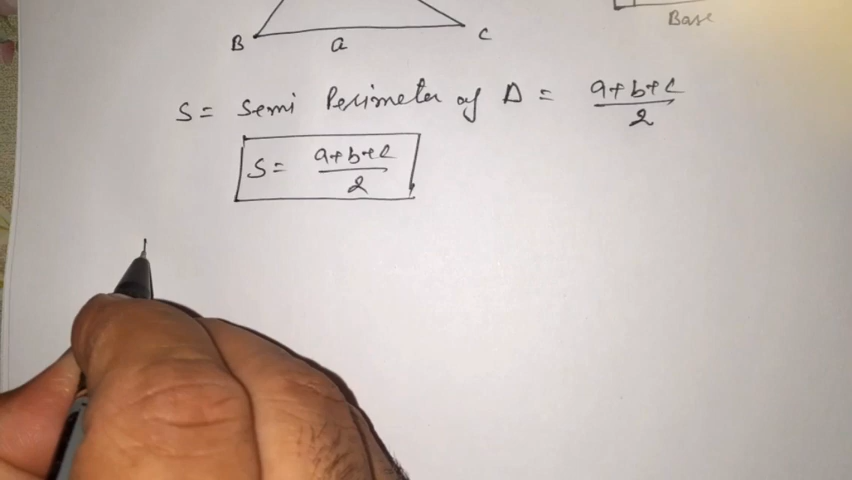 Base
B a C
S = Semi Perimeter of Δ = a+b+c / 2
S = a+b+c / 2